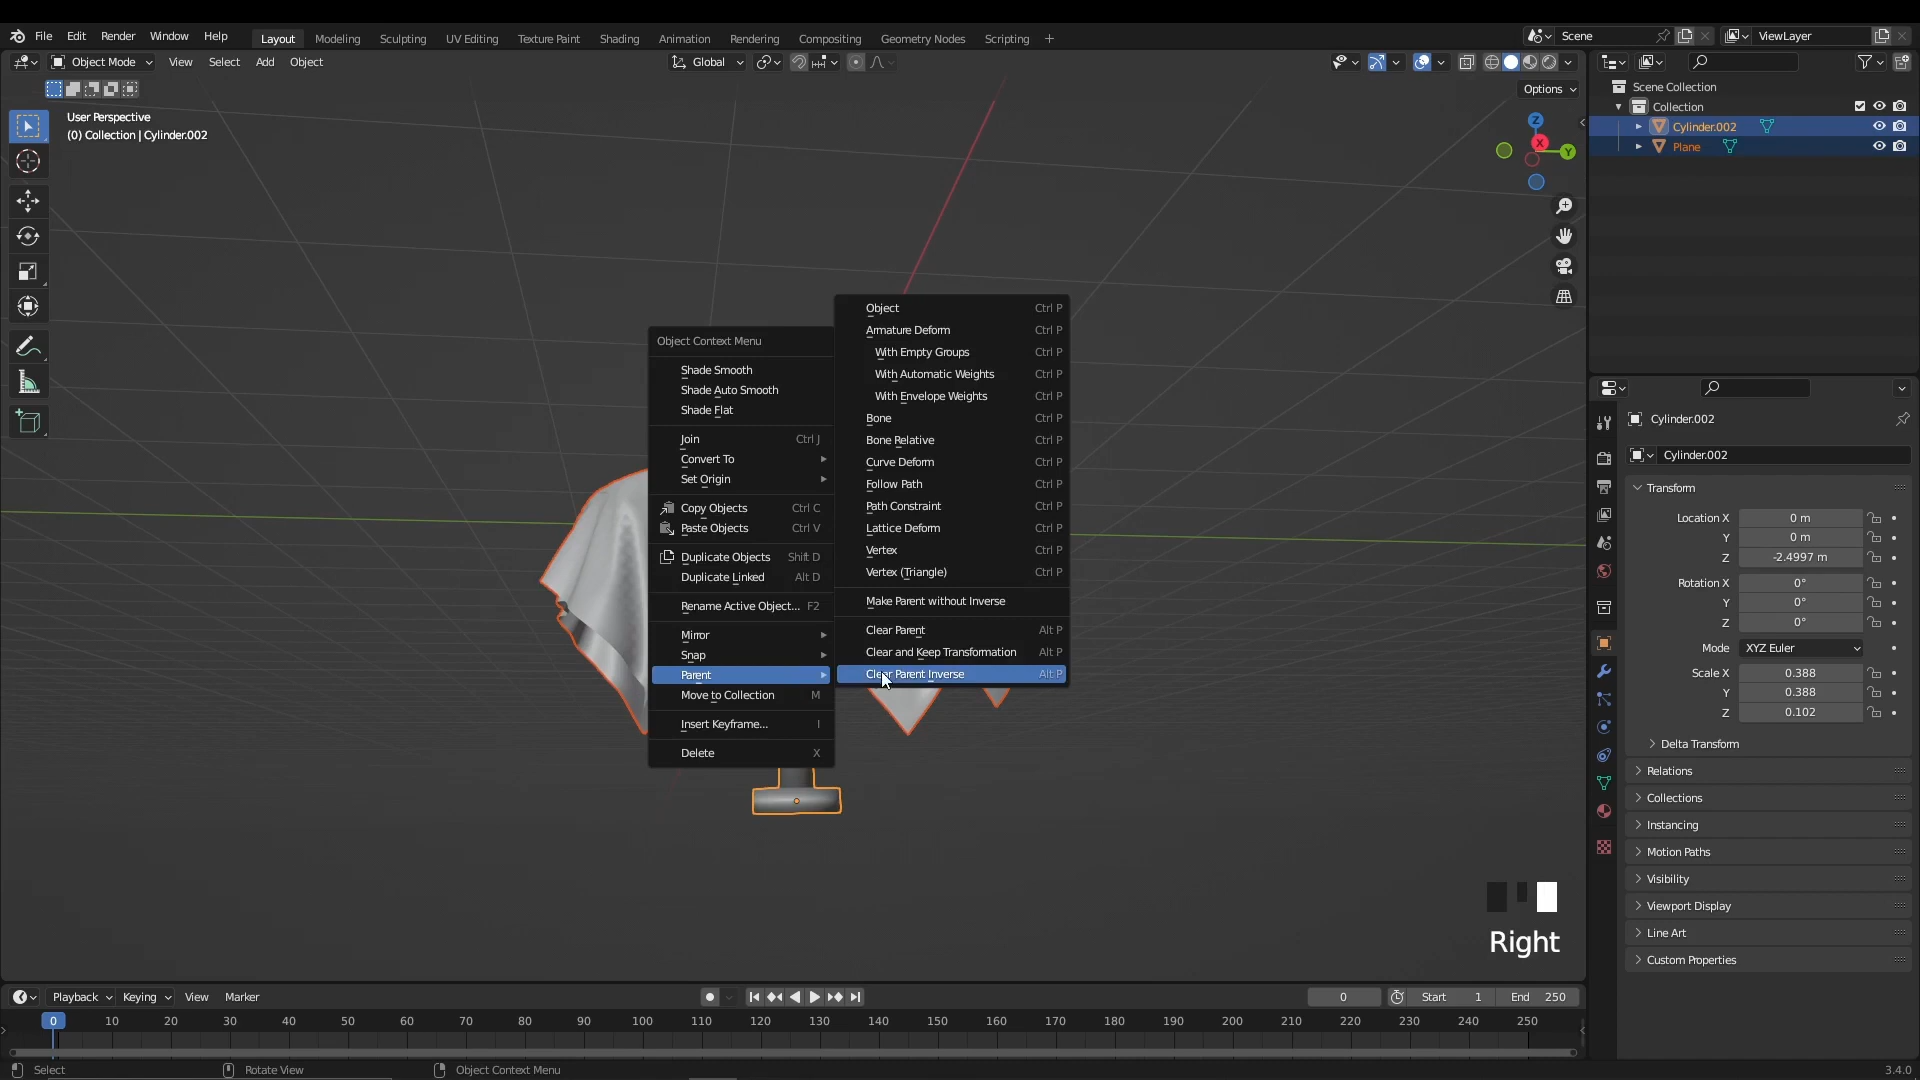 File Edit Render Window Help Layout Modeling Sculpting UV Editing Texture Paint Shading Animation Rendering Compositing Geometry Nodes Scripting + Scene ViewLayer
Object Mode View Select Add Object Global
Options
User Perspective
(0) Collection | Cylinder.002
Z
X
Y
Scene Collection
Collection
Cylinder.002
Plane
Object Context Menu
Shade Smooth
Shade Auto Smooth
Shade Flat
Join Ctrl J
Convert To
Set Origin
Copy Objects Ctrl C
Paste Objects Ctrl V
Duplicate Objects Shift D
Duplicate Linked Alt D
Rename Active Object... F2
Mirror
Snap
Parent
Move to Collection M
Insert Keyframe... I
Delete X
Object Ctrl P
Armature Deform Ctrl P
With Empty Groups Ctrl P
With Automatic Weights Ctrl P
With Envelope Weights Ctrl P
Bone Ctrl P
Bone Relative Ctrl P
Curve Deform Ctrl P
Follow Path Ctrl P
Path Constraint Ctrl P
Lattice Deform Ctrl P
Vertex Ctrl P
Vertex (Triangle) Ctrl P
Make Parent without Inverse
Clear Parent Alt P
Clear and Keep Transformation Alt P
Clear Parent Inverse Alt P
Cylinder.002
Cylinder.002
Transform
Location X 0 m
Y 0 m
Z -2.4997 m
Rotation X 0°
Y 0°
Z 0°
Mode XYZ Euler
Scale X 0.388
Y 0.388
Z 0.102
Delta Transform
Relations
Collections
Instancing
Motion Paths
Visibility
Viewport Display
Line Art
Custom Properties
Right
Playback Keying View Marker 0 Start 1 End 250
0 10 20 30 40 50 60 70 80 90 100 110 120 130 140 150 160 170 180 190 200 210 220 230 240 250
Select Rotate View Object Context Menu 3.4.0